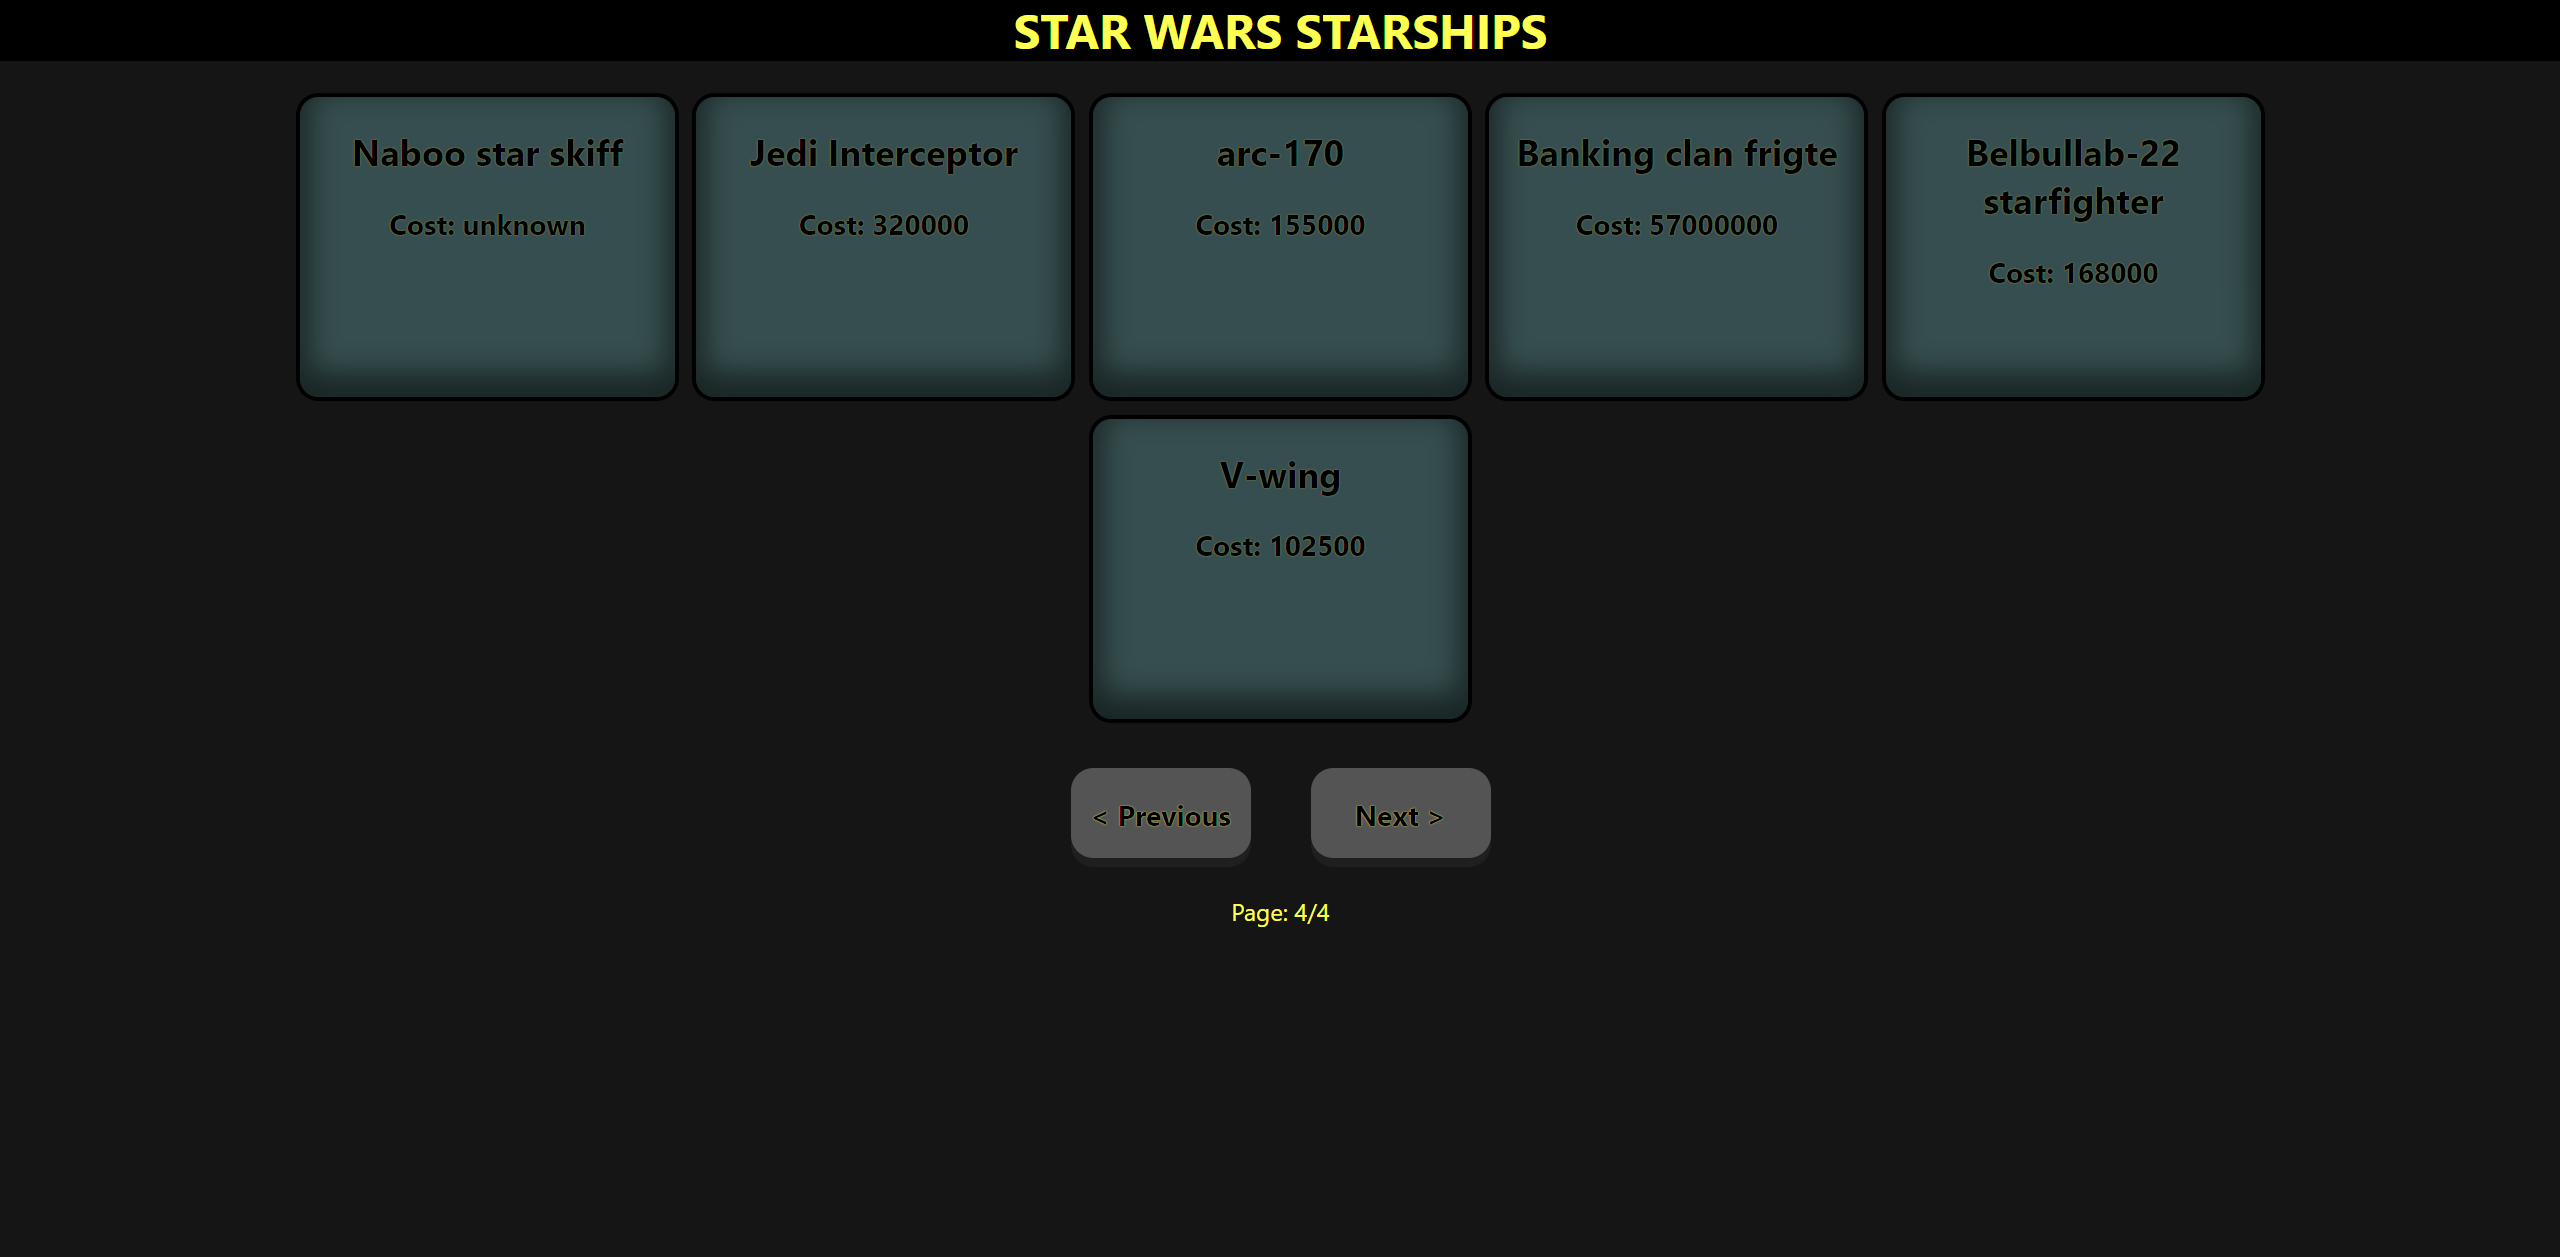 STAR WARS STARSHIPS
Naboo star skiff
Cost: unknown
Jedi Interceptor
Cost: 320000
arc-170
Cost: 155000
Banking clan frigte
Cost: 57000000
Belbullab-22
starfighter
Cost: 168000
V-wing
Cost: 102500
< Previous
Next >
Page: 4/4